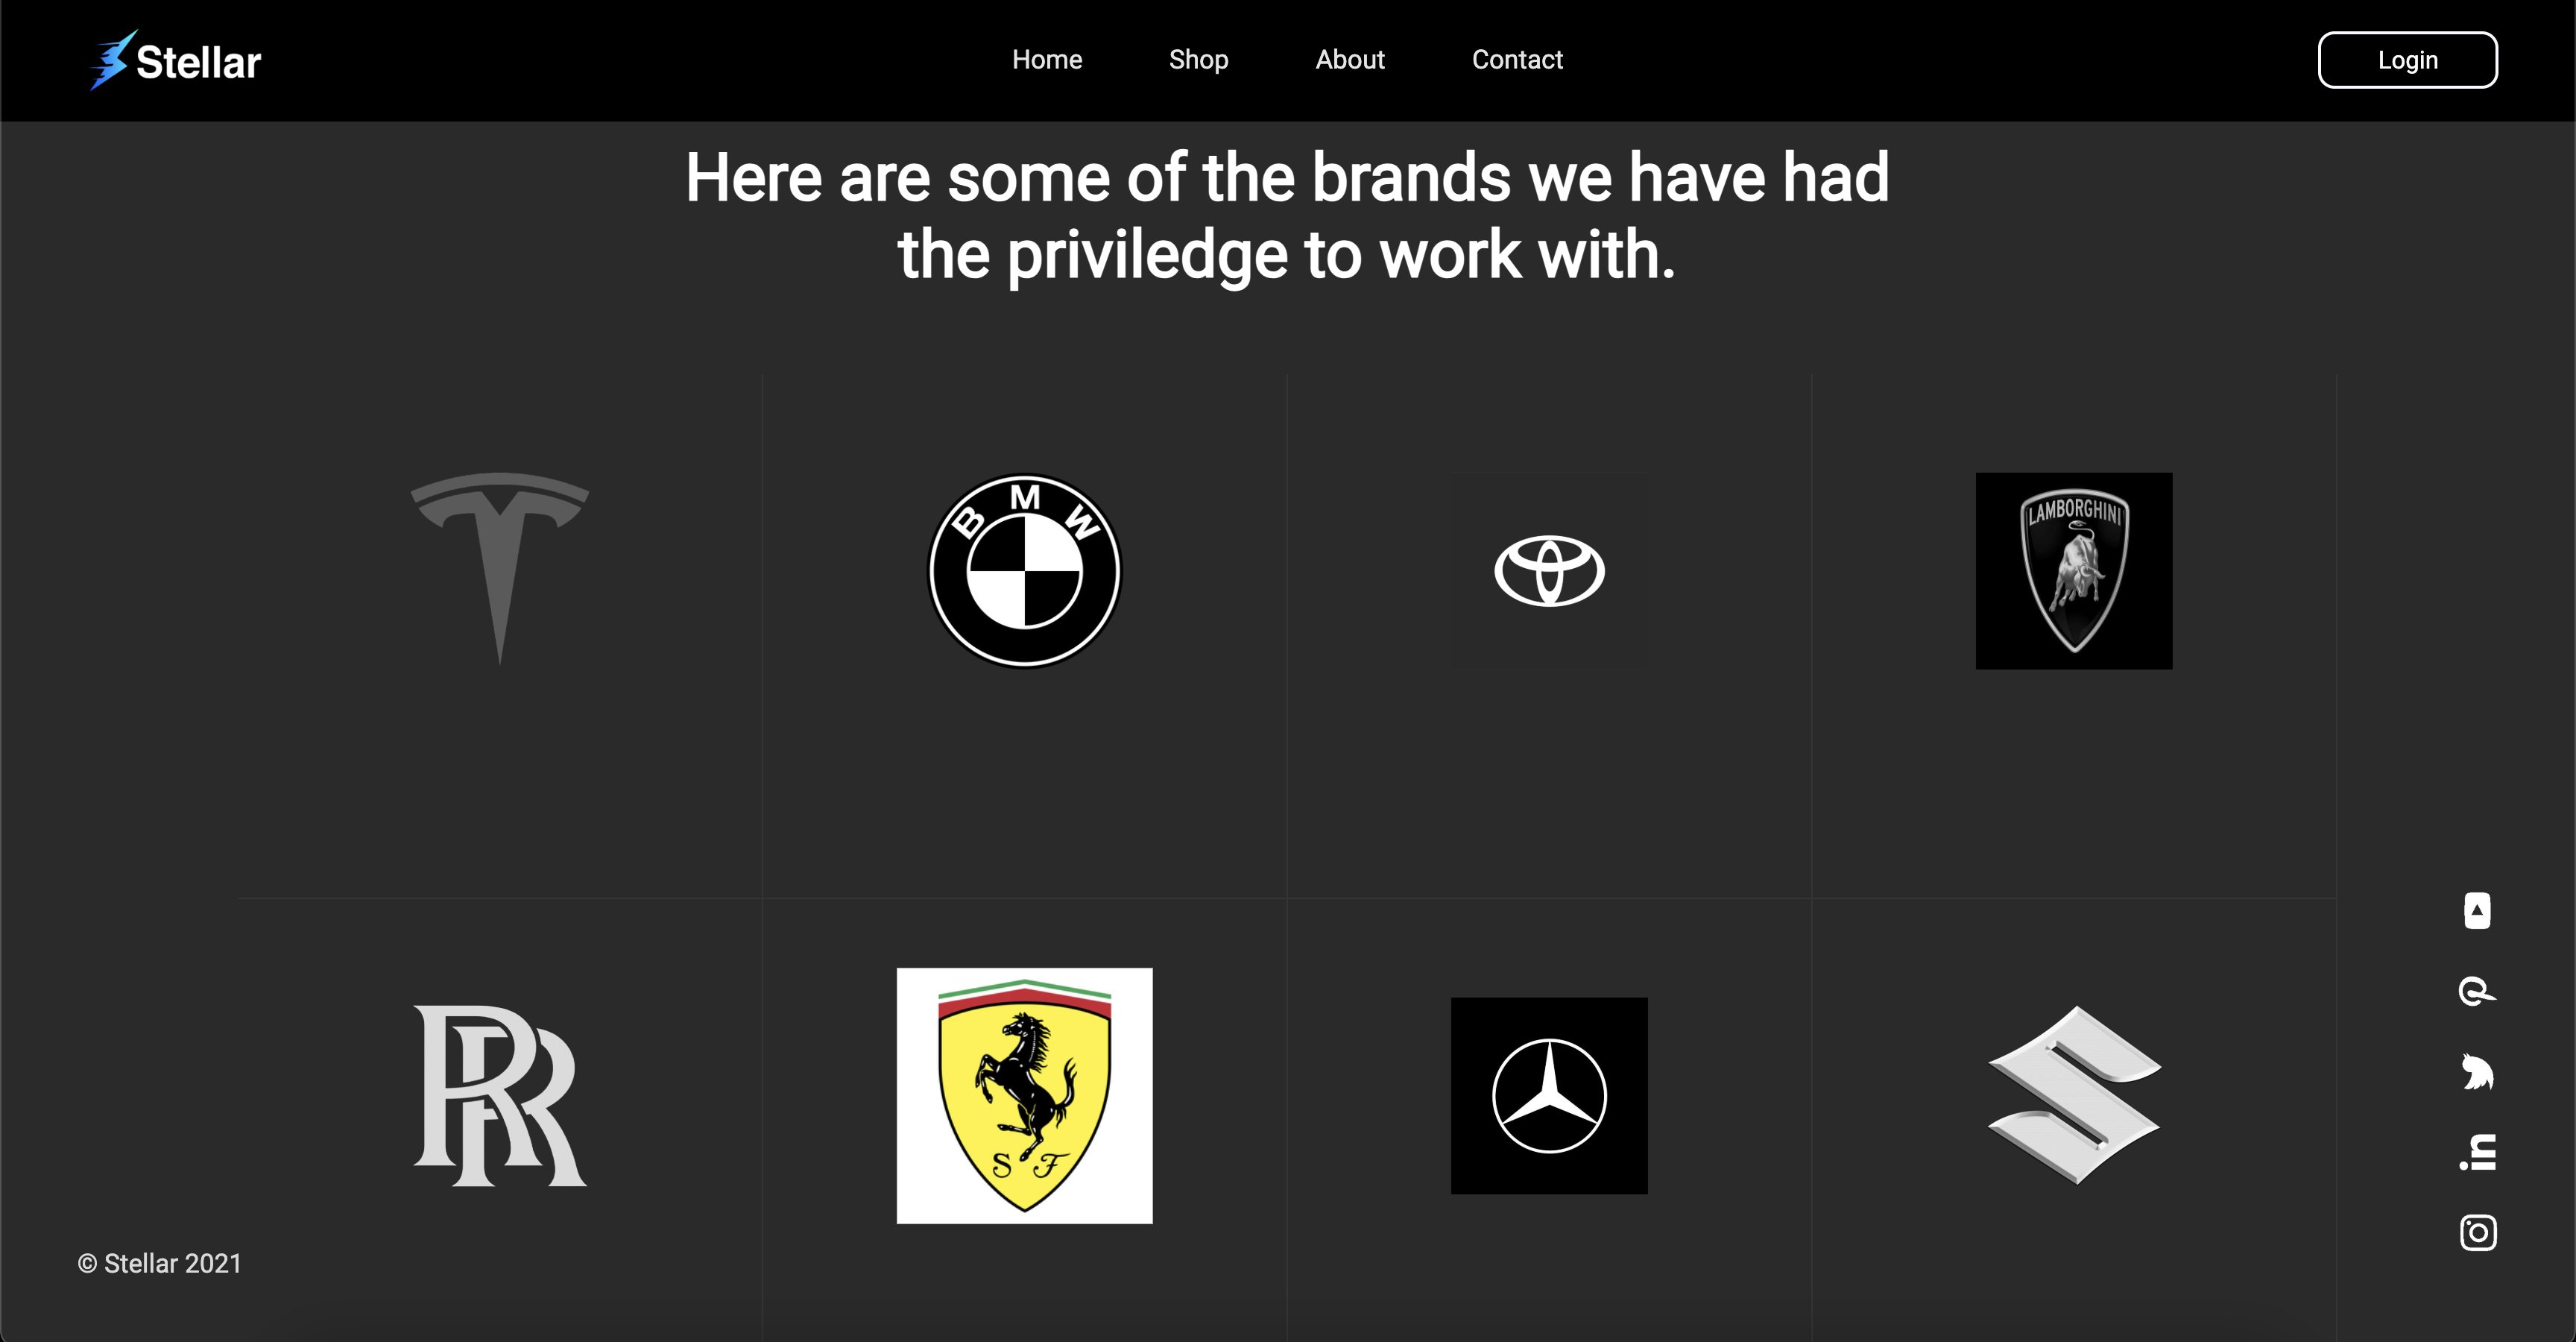 Stellar
Home Shop About Contact
Login
Here are some of the brands we have had
the priviledge to work with.
BMW
LAMBORGHINI
RR
S F
in
© Stellar 2021